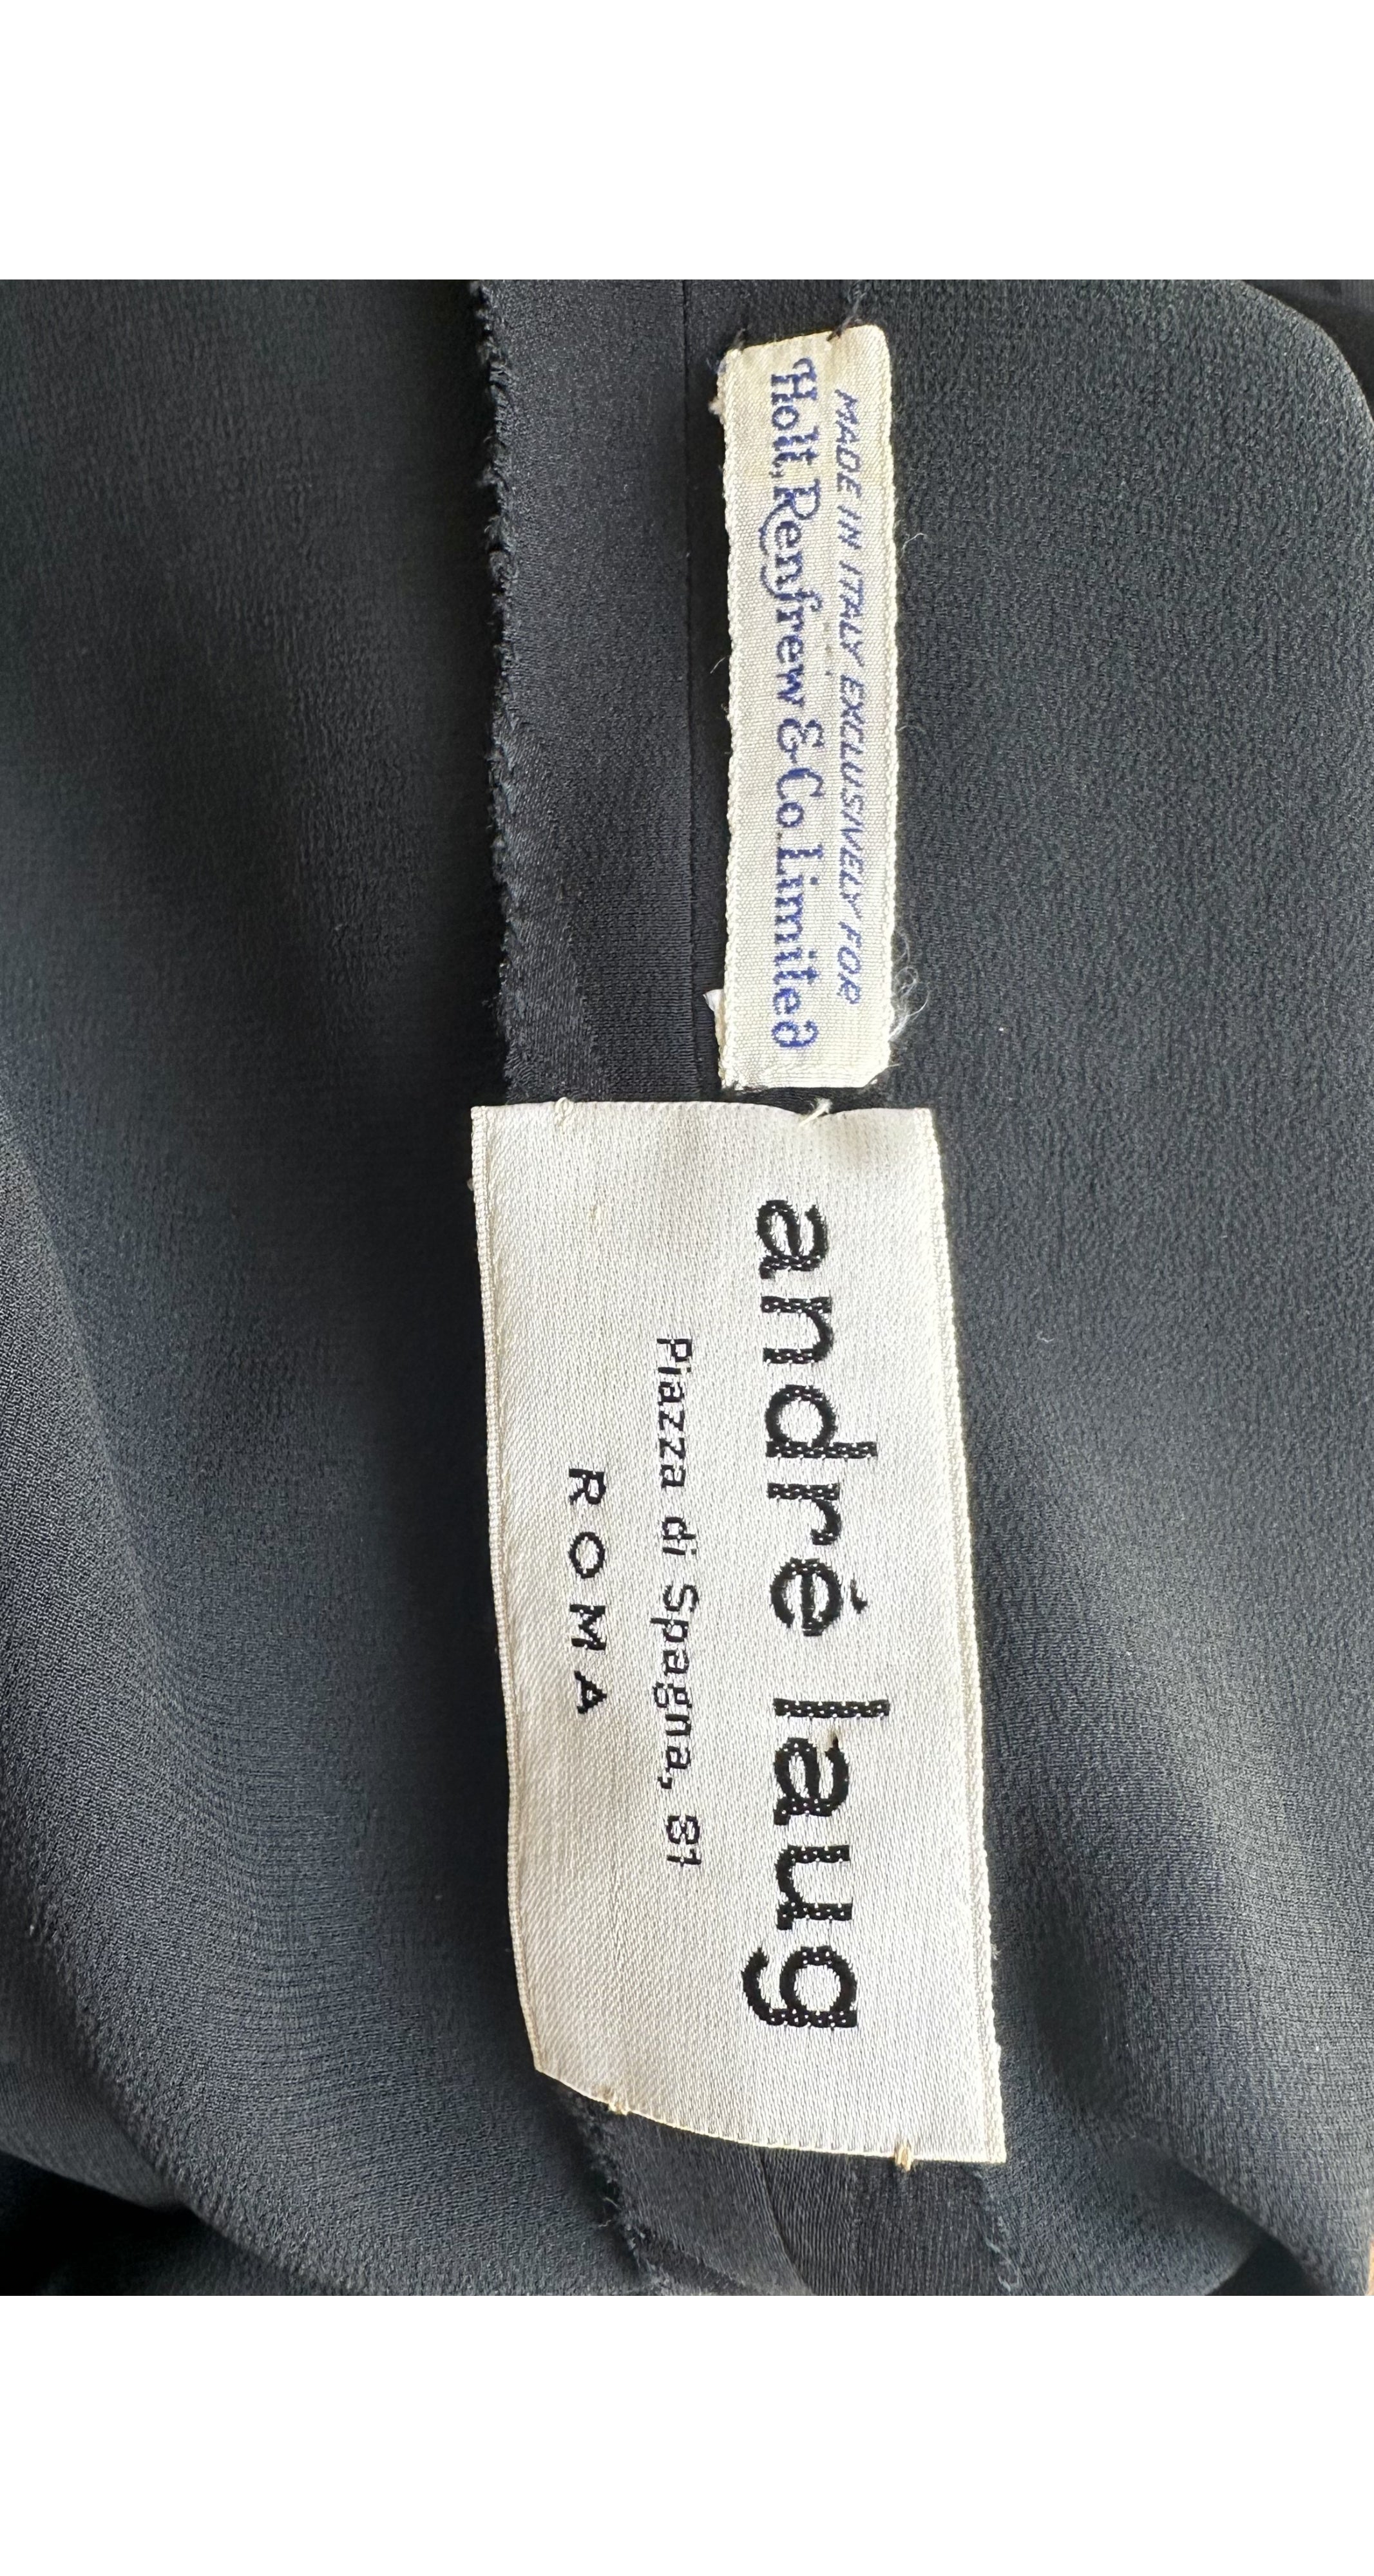 MADE IN ITALY EXCLUSIVELY FOR
Holt, Renfrew & Co. Limited
andré laug
Piazza di Spagna, 81
ROMA